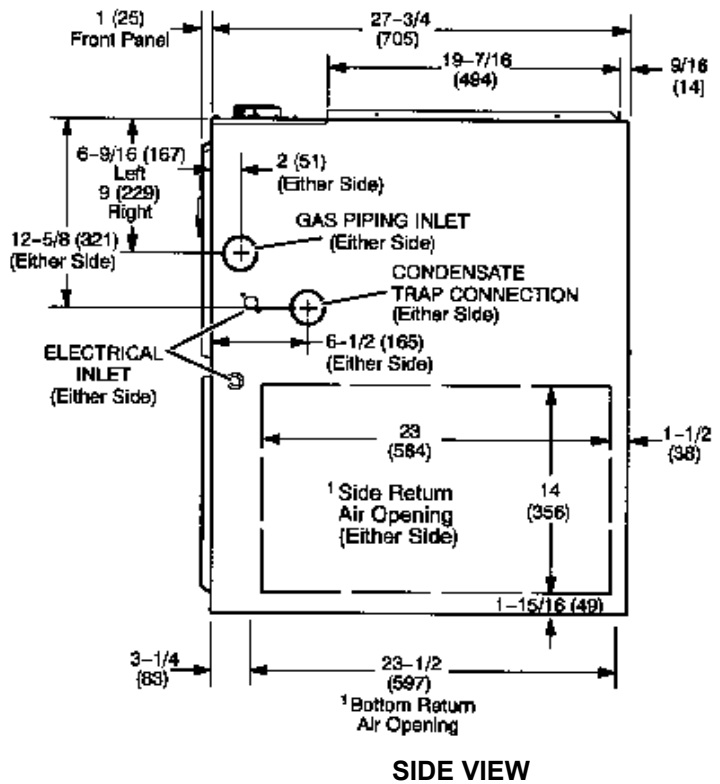 1 (25)
Front Panel
27–3/4
(705)
19–7/16
(494)
9/16
(14]
6–9/16 (167)
Left
9 (229)
Right
2 (51)
(Either Side)
12–5/8 (321)
(Either Side)
GAS PIPING INLET
(Either Side)
CONDENSATE
TRAP CONNECTION
(Either Side)
6-1/2 (165)
(Either Side)
ELECTRICAL
INLET
(Either Side)
23
(584)
1–1/2
(38)
1 Side Return
Air Opening
(Either Side)
14
(356)
1–15/16 (49)
3–1/4
(83)
23–1/2
(597)
1 Bottom Return
Air Opening
SIDE VIEW